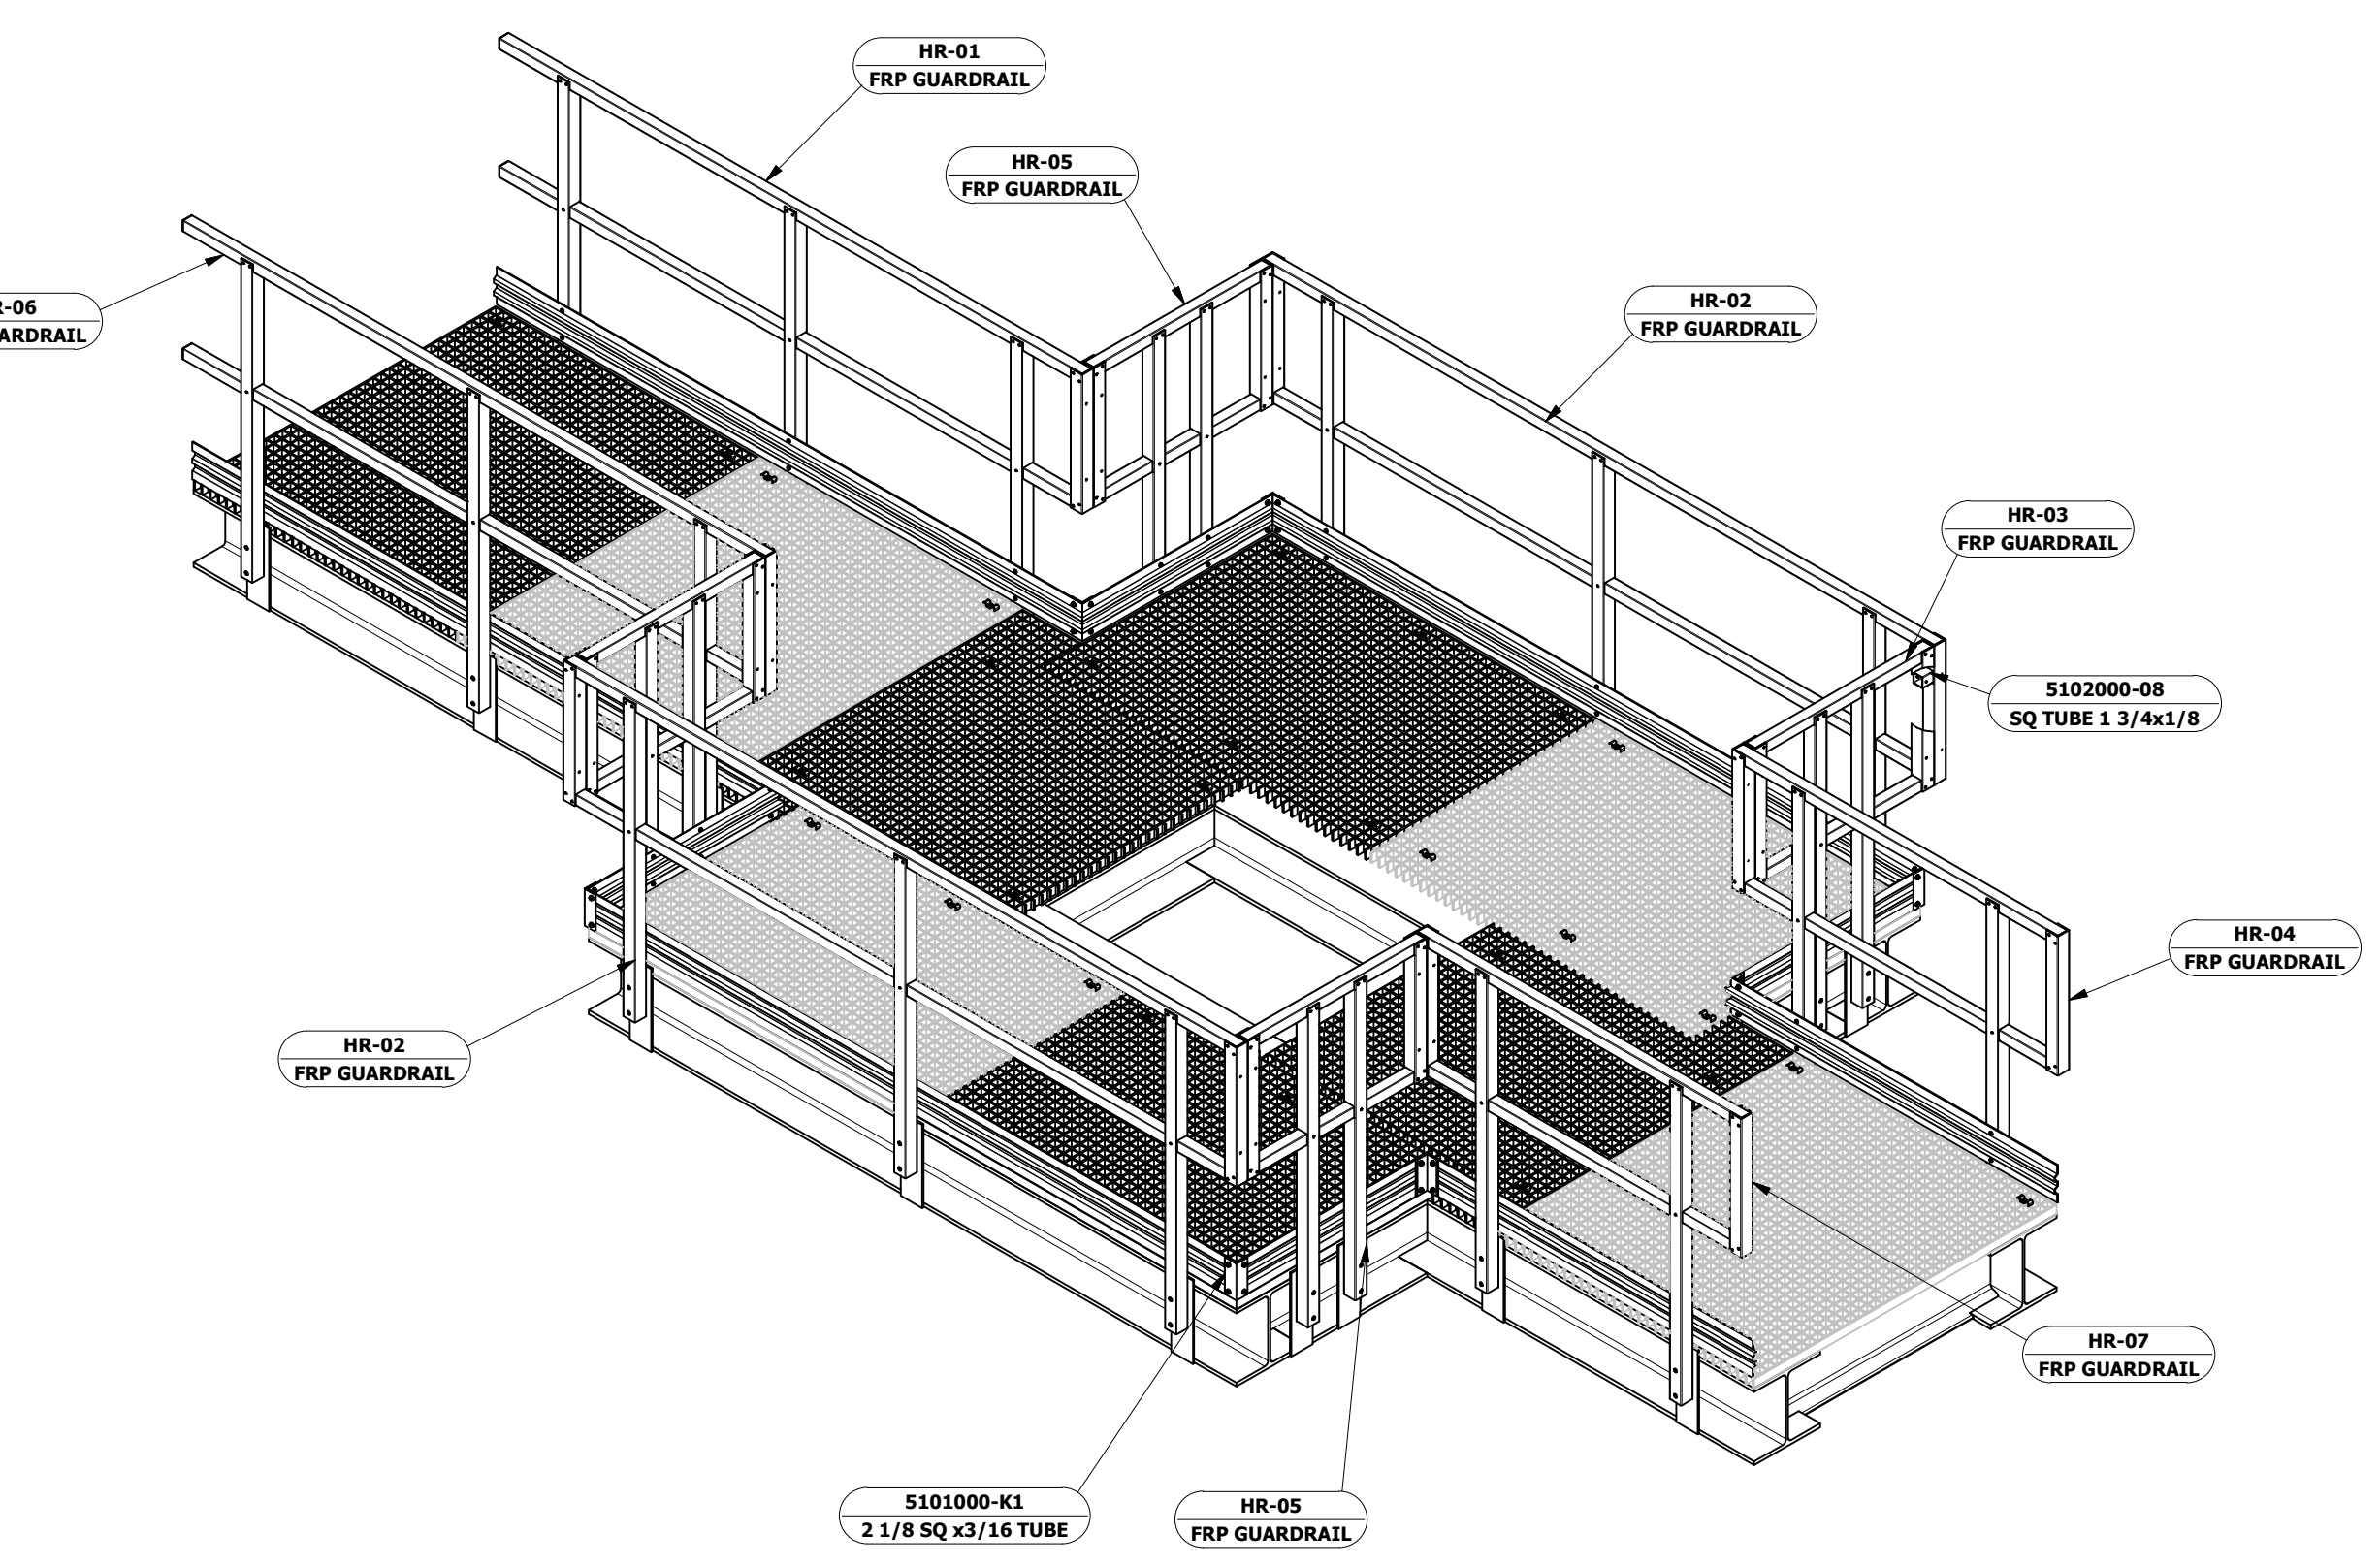 HR-01
FRP GUARDRAIL
HR-05
FRP GUARDRAIL
HR-02
FRP GUARDRAIL
R-06
ARDRAIL
HR-03
FRP GUARDRAIL
5102000-08
SQ TUBE 1 3/4x1/8
HR-04
FRP GUARDRAIL
HR-02
FRP GUARDRAIL
HR-07
FRP GUARDRAIL
5101000-K1
2 1/8 SQ x3/16 TUBE
HR-05
FRP GUARDRAIL